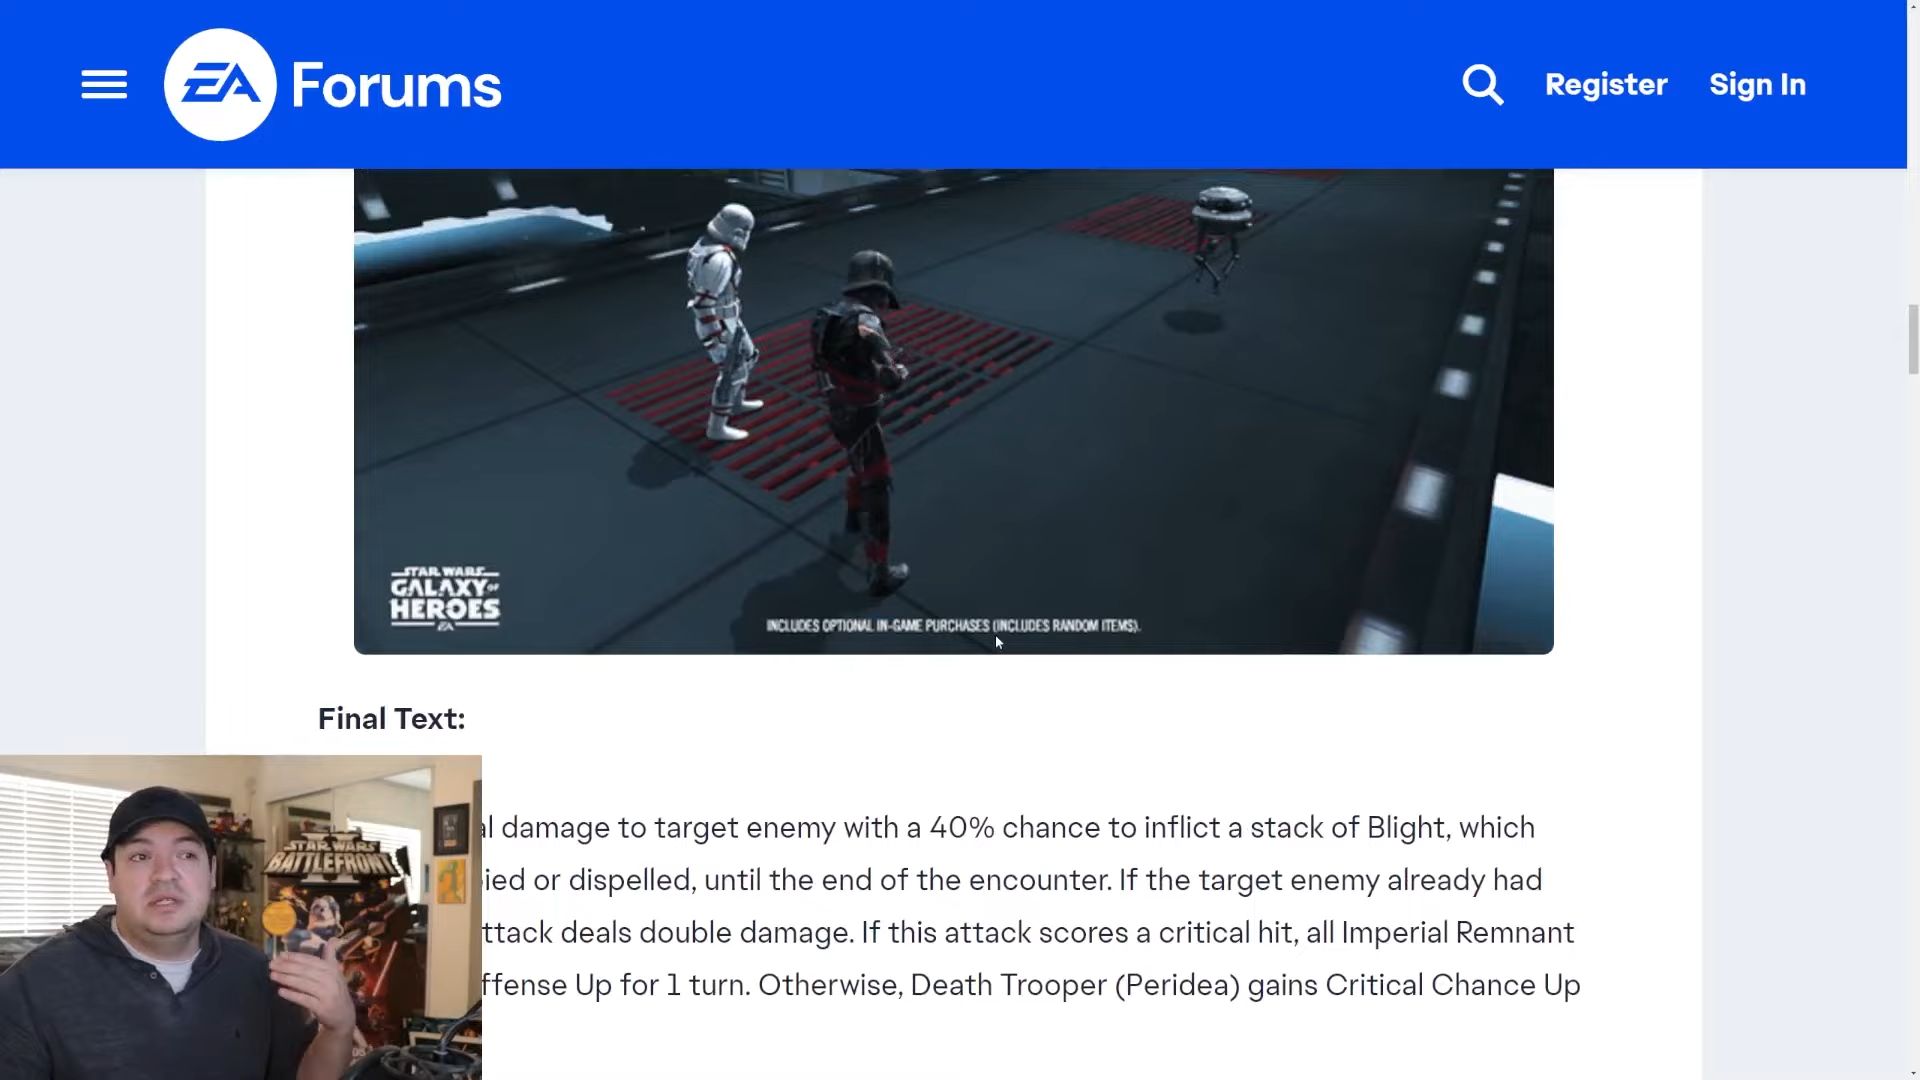 EA Forums
Register
Sign In
STAR WARS
GALAXY OF
HEROES
EA
INCLUDES OPTIONAL IN-GAME PURCHASES (INCLUDES RANDOM ITEMS).
Final Text:
al damage to target enemy with a 40% chance to inflict a stack of Blight, which
ied or dispelled, until the end of the encounter. If the target enemy already had
ttack deals double damage. If this attack scores a critical hit, all Imperial Remnant
ffense Up for 1 turn. Otherwise, Death Trooper (Peridea) gains Critical Chance Up
STAR WARS
BATTLEFRONT